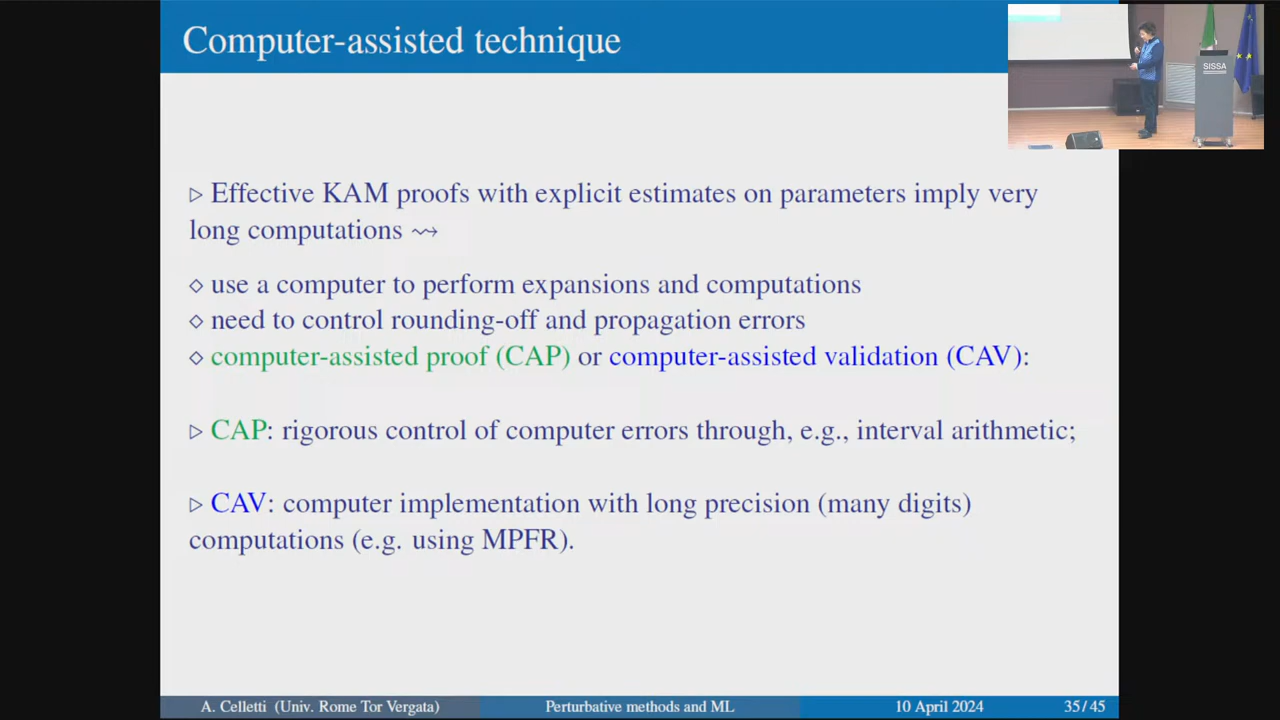 Computer-assisted technique
SISSA
▷ Effective KAM proofs with explicit estimates on parameters imply very
long computations ⇝
◇ use a computer to perform expansions and computations
◇ need to control rounding-off and propagation errors
◇ computer-assisted proof (CAP) or computer-assisted validation (CAV):
▷ CAP: rigorous control of computer errors through, e.g., interval arithmetic;
▷ CAV: computer implementation with long precision (many digits)
computations (e.g. using MPFR).
A. Celletti (Univ. Rome Tor Vergata) Perturbative methods and ML 10 April 2024 35/45